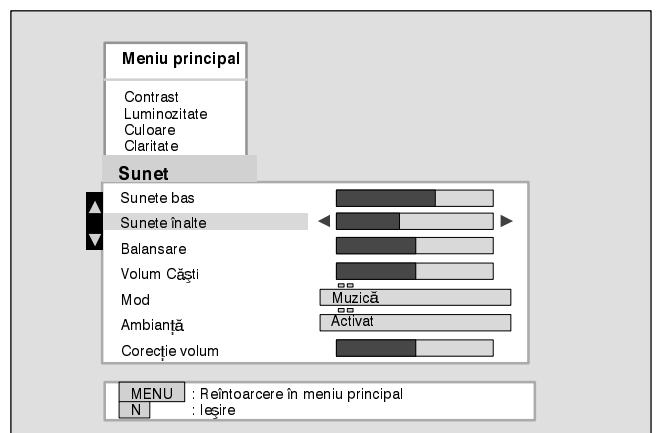 Meniu principal
Contrast
Luminozitate
Culoare
Claritate
Sunet
Sunete bas
Sunete înalte
Balansare
Volum Căşti
Mod Muzică
Ambianţă Activat
Corecţie volum
MENU : Reîntoarcere în meniu principal
N : Ieşire